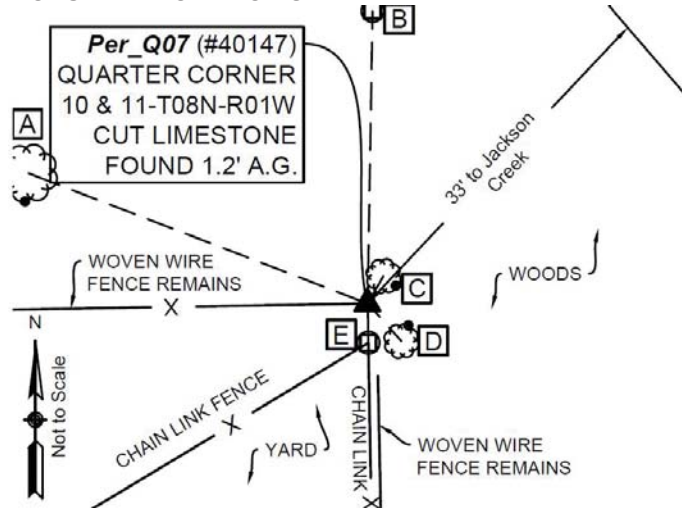 B
Per_Q07 (#40147)
QUARTER CORNER
10 & 11-T08N-R01W
CUT LIMESTONE
FOUND 1.2' A.G.
A
33' to Jackson
Creek
WOVEN WIRE
FENCE REMAINS
X
C
WOODS
N
Not to Scale
E
D
CHAIN LINK FENCE
X
CHAIN LINK
X
YARD
WOVEN WIRE
FENCE REMAINS